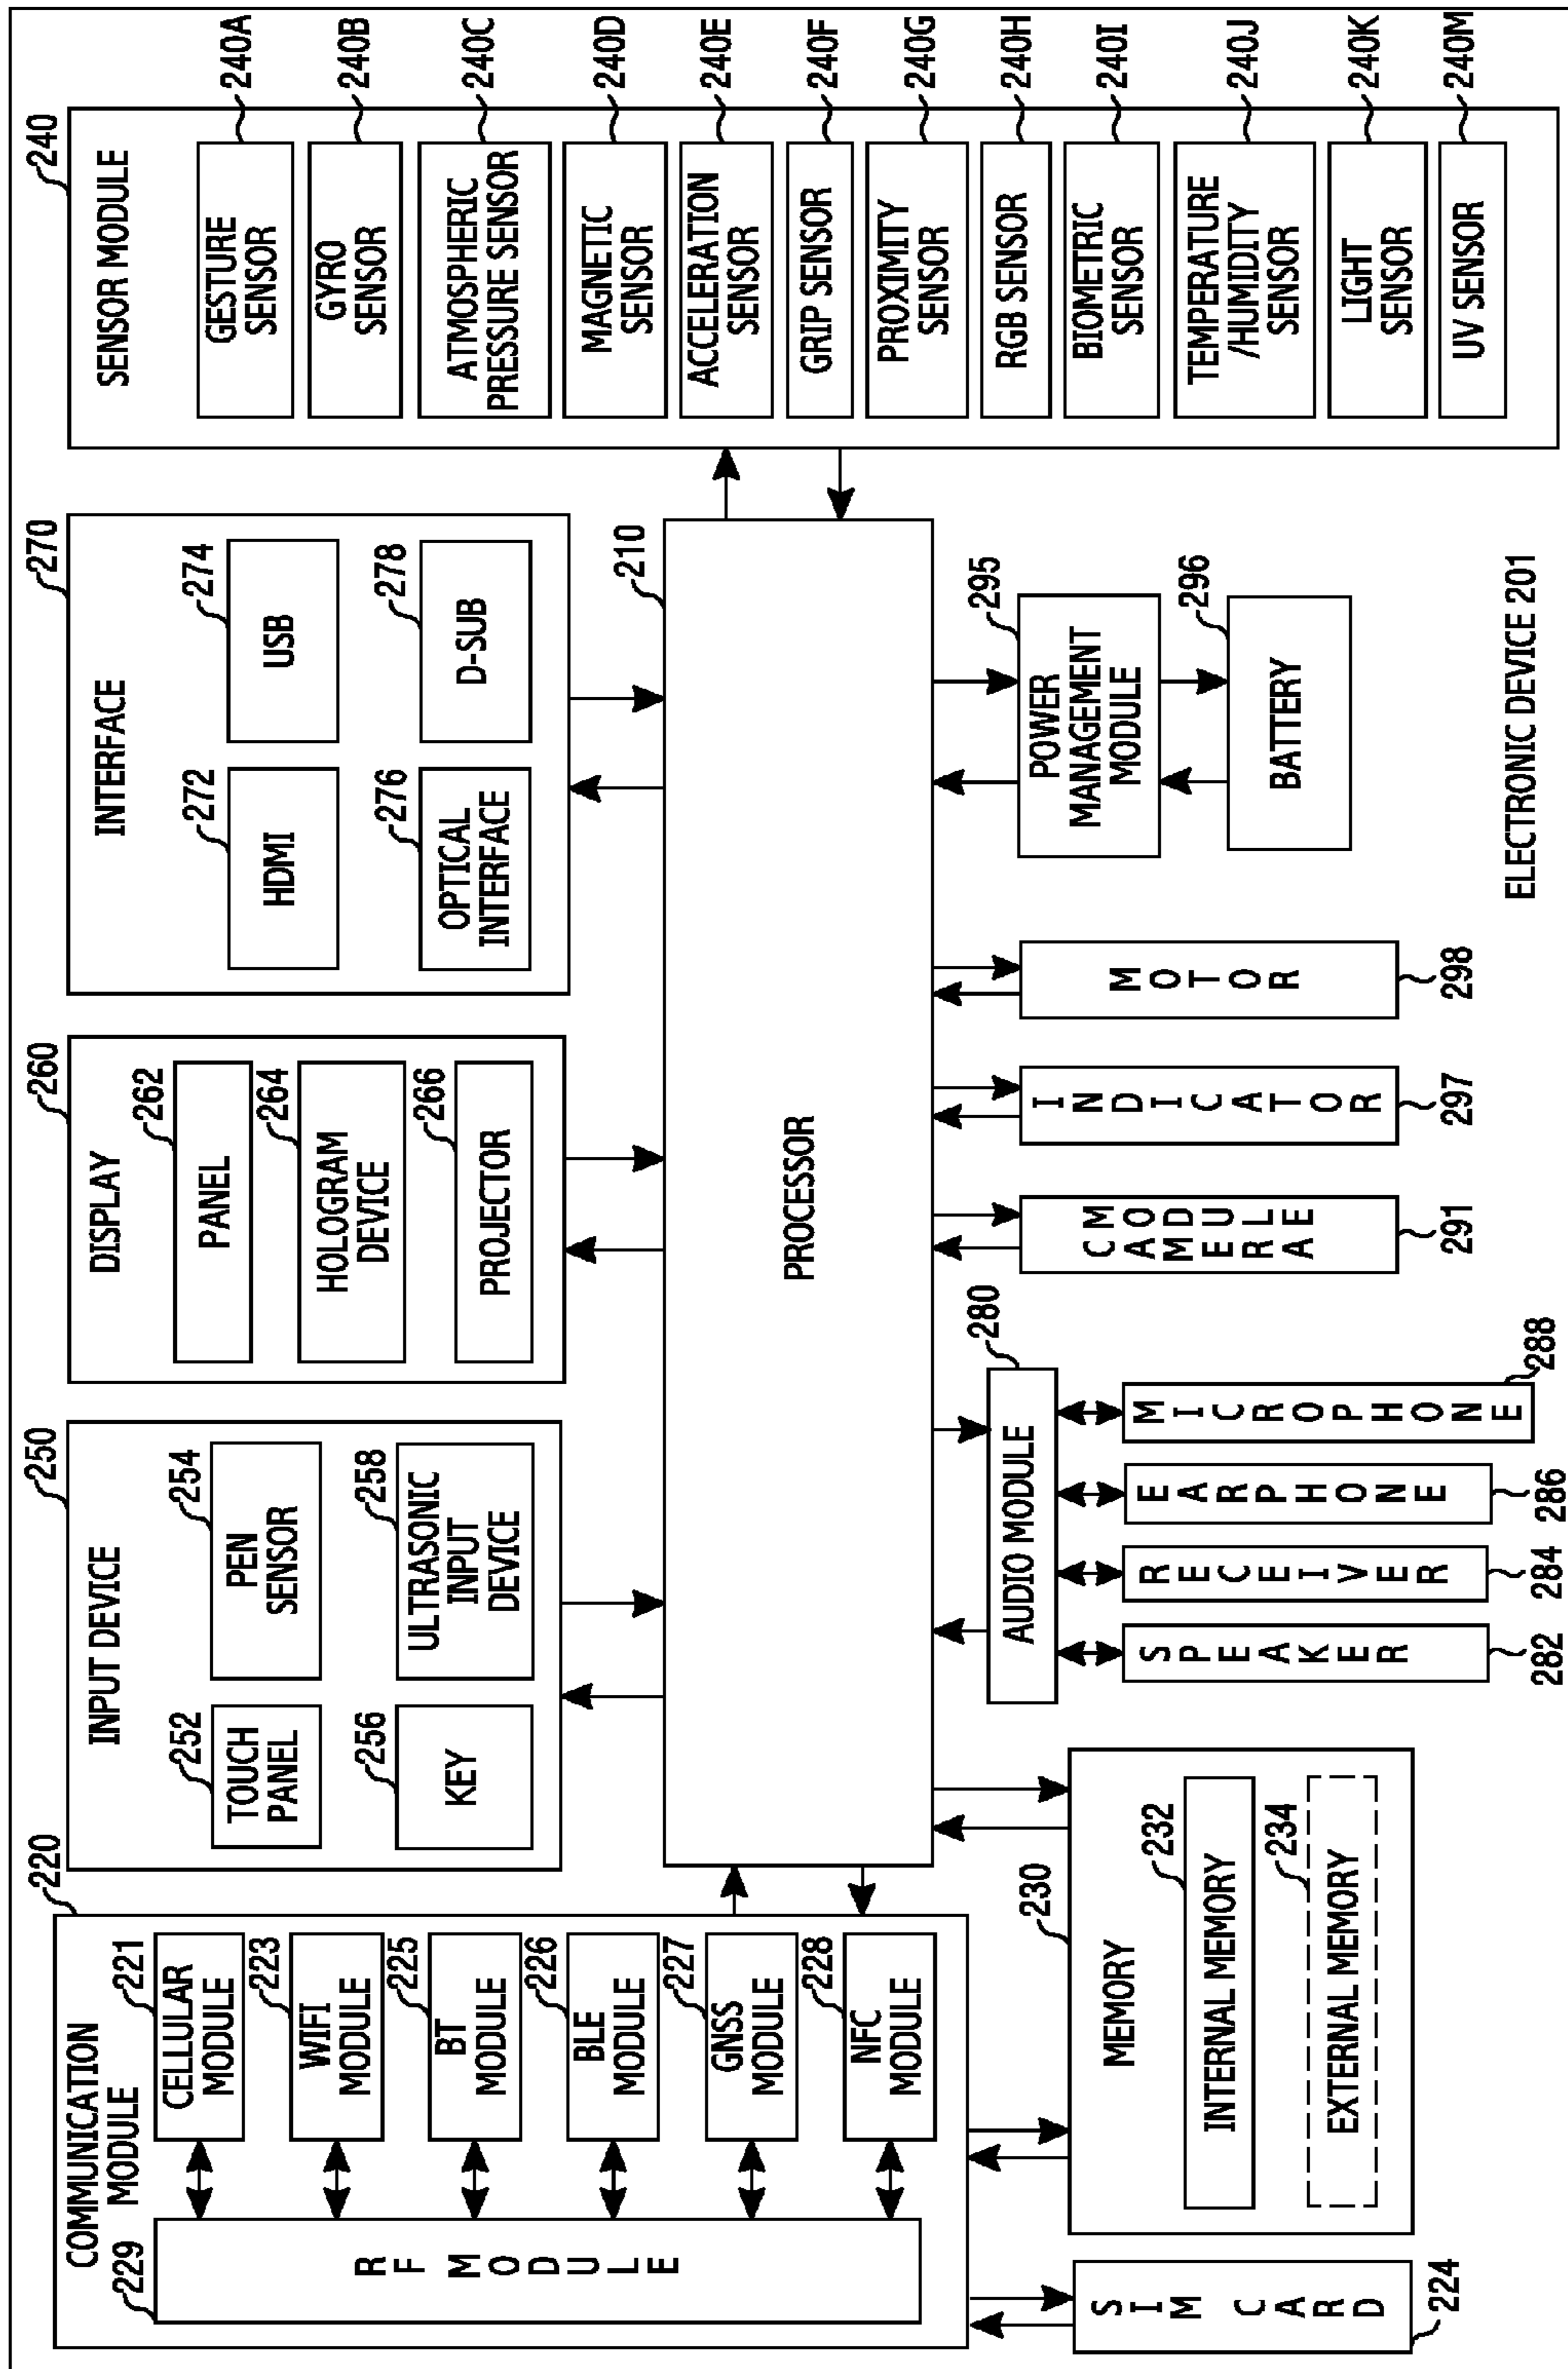 COMMUNICATION
MODULE
220
229
RF MODULE
221
CELLULAR
MODULE
223
WIFI
MODULE
225
BT
MODULE
226
BLE
MODULE
227
GNSS
MODULE
228
NFC
MODULE
250
INPUT DEVICE
252
TOUCH
PANEL
254
PEN
SENSOR
256
KEY
258
ULTRASONIC
INPUT
DEVICE
260
DISPLAY
262
PANEL
264
HOLOGRAM
DEVICE
266
PROJECTOR
270
INTERFACE
272
HDMI
274
USB
276
OPTICAL
INTERFACE
278
D-SUB
240
SENSOR MODULE
GESTURE
SENSOR
240A
GYRO
SENSOR
240B
ATMOSPHERIC
PRESSURE SENSOR
240C
MAGNETIC
SENSOR
240D
ACCELERATION
SENSOR
240E
GRIP SENSOR
240F
PROXIMITY
SENSOR
240G
RGB SENSOR
240H
BIOMETRIC
SENSOR
240I
TEMPERATURE
/HUMIDITY
SENSOR
240J
LIGHT
SENSOR
240K
UV SENSOR
240M
210
PROCESSOR
SIM CARD
224
230
MEMORY
232
INTERNAL MEMORY
234
EXTERNAL MEMORY
280
AUDIO MODULE
SPEAKER
282
RECEIVER
284
EARPHONE
286
MICROPHONE
288
CAMERA
MODULE
291
INDICATOR
297
MOTOR
298
295
POWER
MANAGEMENT
MODULE
296
BATTERY
ELECTRONIC DEVICE 201